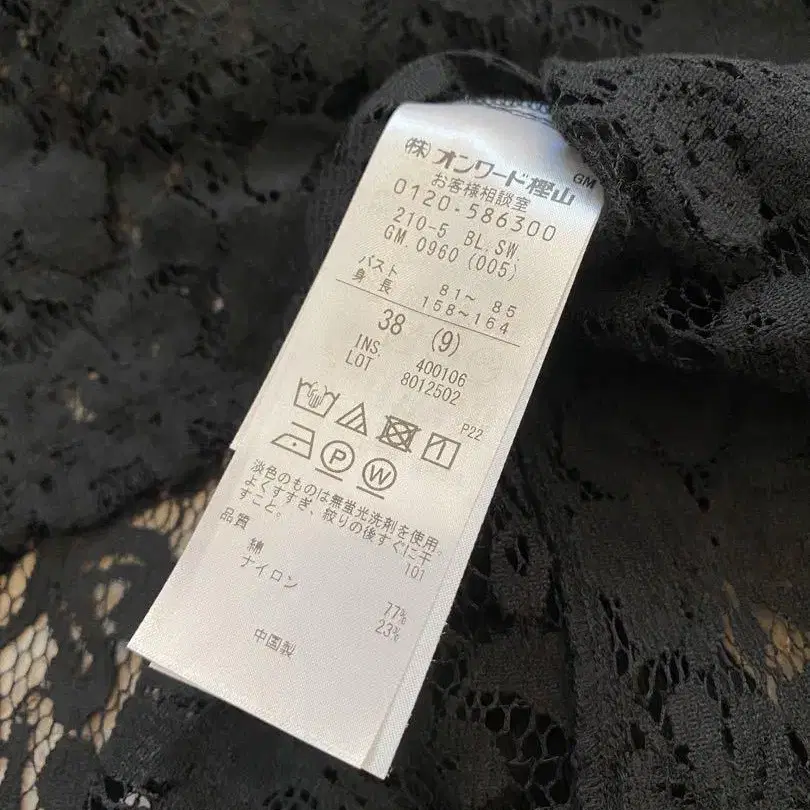 (株)オンワード樫山
GM
お客様相談室
0120-586300
210-5 BL.SW.
GM.0960(005)
バスト 81~ 85
身長 158~164
38 (9)
INS. 400106
LOT 8012502
P22
P W
淡色のものは無蛍光洗剤を使用。
よくすすぎ、絞りの後すぐに干
すこと。
101
品質
綿 77%
ナイロン 23%
中国製